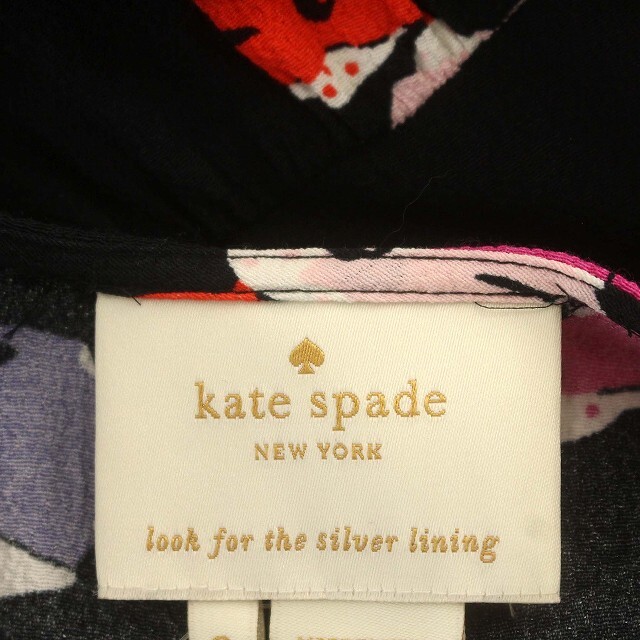 kate spade
NEW YORK
look for the silver lining